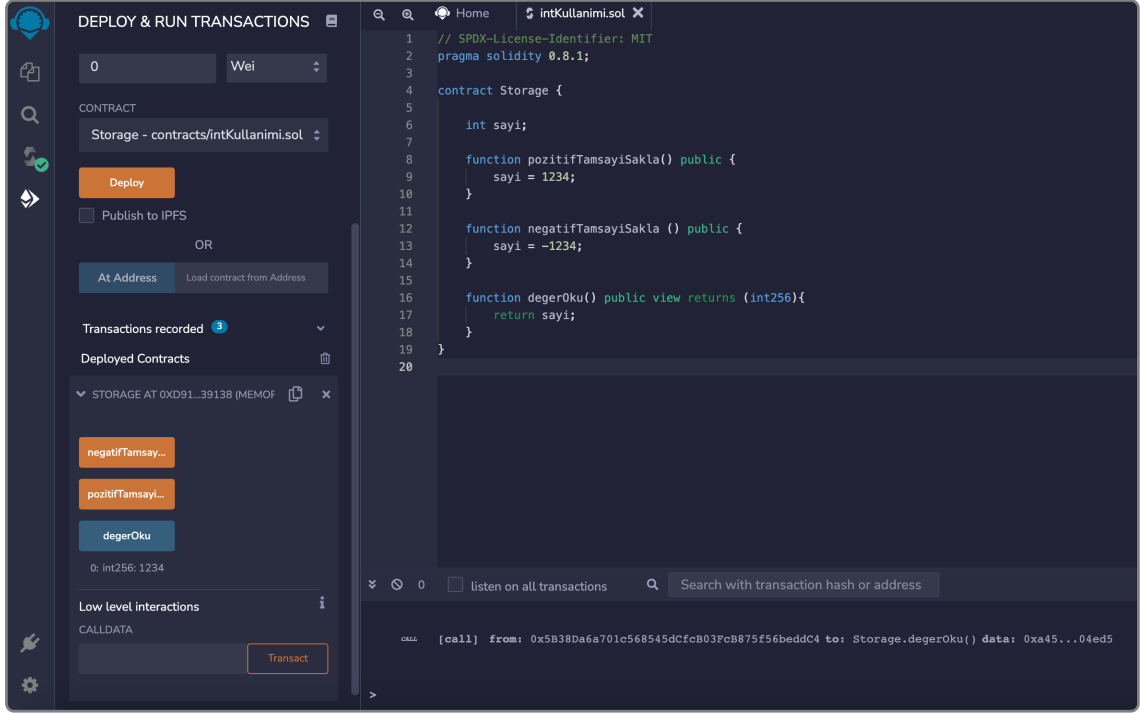 DEPLOY & RUN TRANSACTIONS
0
Wei
CONTRACT
Storage - contracts/intKullanimi.sol
Deploy
Publish to IPFS
OR
At Address
Load contract from Address
Transactions recorded 3
Deployed Contracts
STORAGE AT 0XD91...39138 (MEMOR
negatifTamsay...
pozitifTamsayi...
degerOku
0: int256: 1234
Low level interactions
i
CALLDATA
Transact
Home
intKullanimi.sol
1 // SPDX-License-Identifier: MIT
2 pragma solidity 0.8.1;
3
4 contract Storage {
5
6 int sayi;
7
8 function pozitifTamsayiSakla() public {
9 sayi = 1234;
10 }
11
12 function negatifTamsayiSakla () public {
13 sayi = -1234;
14 }
15
16 function degerOku() public view returns (int256){
17 return sayi;
18 }
19 }
20
0
listen on all transactions
Search with transaction hash or address
CALL [call] from: 0x5B38Da6a701c568545dCfcB03FcB875f56beddC4 to: Storage.degerOku() data: 0xa45...04ed5
>